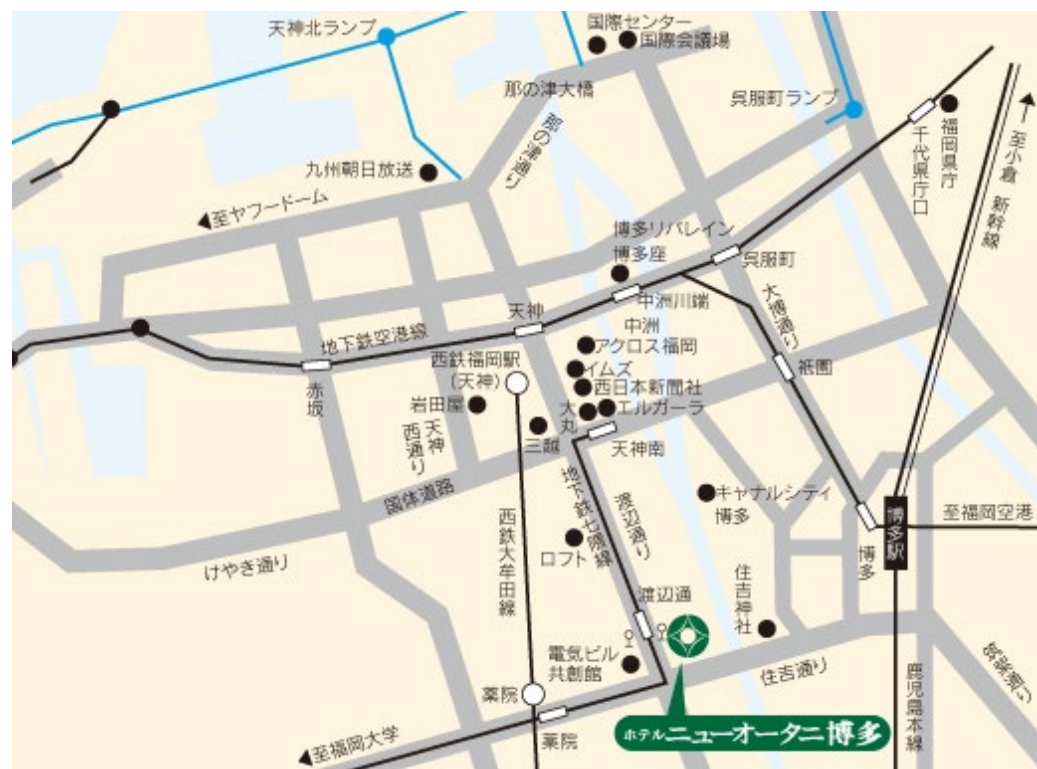 国際センター
国際会議場
天神北ランプ
那の津大橋
呉服町ランプ
那の津通り
福岡県庁
千代県庁口
至小倉 新幹線
九州朝日放送
至ヤフードーム
博多リバレイン
博多座
呉服町
大博通り
中洲川端
中洲
天神
地下鉄空港線
アクロス福岡
イムズ
西日本新聞社
エルガーラ
大丸
西鉄福岡駅
(天神)
岩田屋
三越
天神南
祇園
赤坂
天神
西通り
国体道路
けやき通り
西鉄大牟田線
地下鉄七隈線
渡辺通り
ロフト
キャナルシティ
博多
博多駅
博多
至福岡空港
住吉神社
渡辺通
電気ビル
共創館
住吉通り
筑紫通り
鹿児島本線
薬院
薬院
至福岡大学
ホテルニューオータニ博多